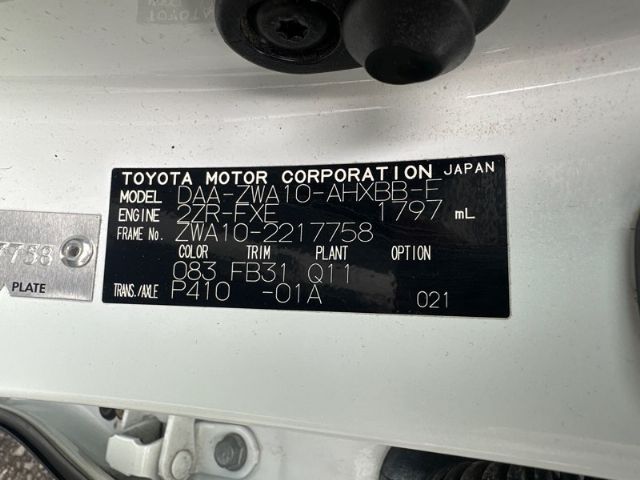 TOYOTA MOTOR CORPORATION JAPAN
MODEL DAA-ZWA10-AHXBB-F
ENGINE 2ZR-FXE 1797 mL
FRAME No. ZWA10-2217758
COLOR TRIM PLANT OPTION
083 FB31 Q11
TRANS./AXLE P410 -01A 021
7758
PLATE